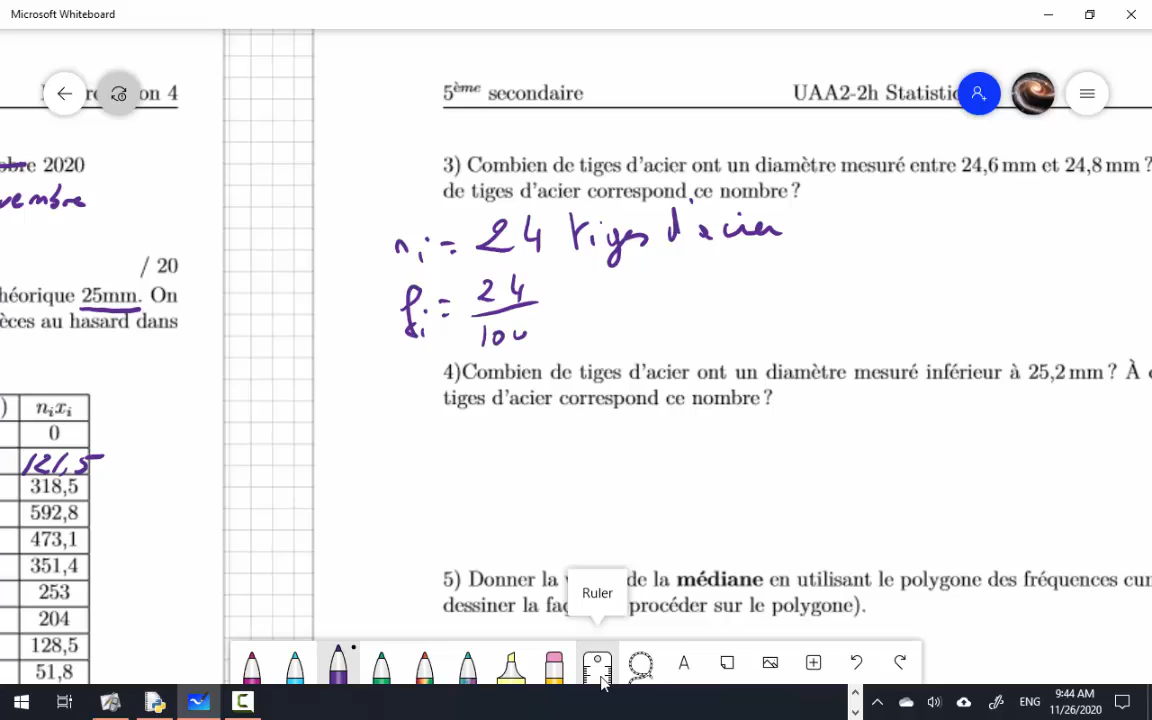 Microsoft Whiteboard
on 4
bre 2020
vembre
/ 20
héorique 25mm. On
èces au hasard dans
) nᵢxᵢ
0
121,5
318,5
592,8
473,1
351,4
253
204
128,5
51,8
5ème secondaire UAA2-2h Statistic
3) Combien de tiges d'acier ont un diamètre mesuré entre 24,6 mm et 24,8 mm ?
de tiges d'acier correspond ce nombre ?
nᵢ = 24 tiges d'acier
fᵢ = 24
100
4)Combien de tiges d'acier ont un diamètre mesuré inférieur à 25,2 mm ? À
tiges d'acier correspond ce nombre ?
5) Donner la v de la médiane en utilisant le polygone des fréquences cum
dessiner la faç procéder sur le polygone).
Ruler
A
C
ENG
9:44 AM
11/26/2020